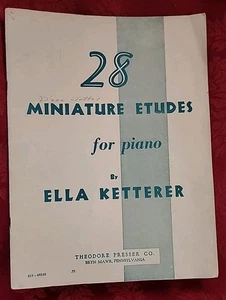 28
MINIATURE ETUDES
for piano
By
ELLA KETTERER
THEODORE PRESSER CO.
BRYN MAWR, PENNSYLVANIA